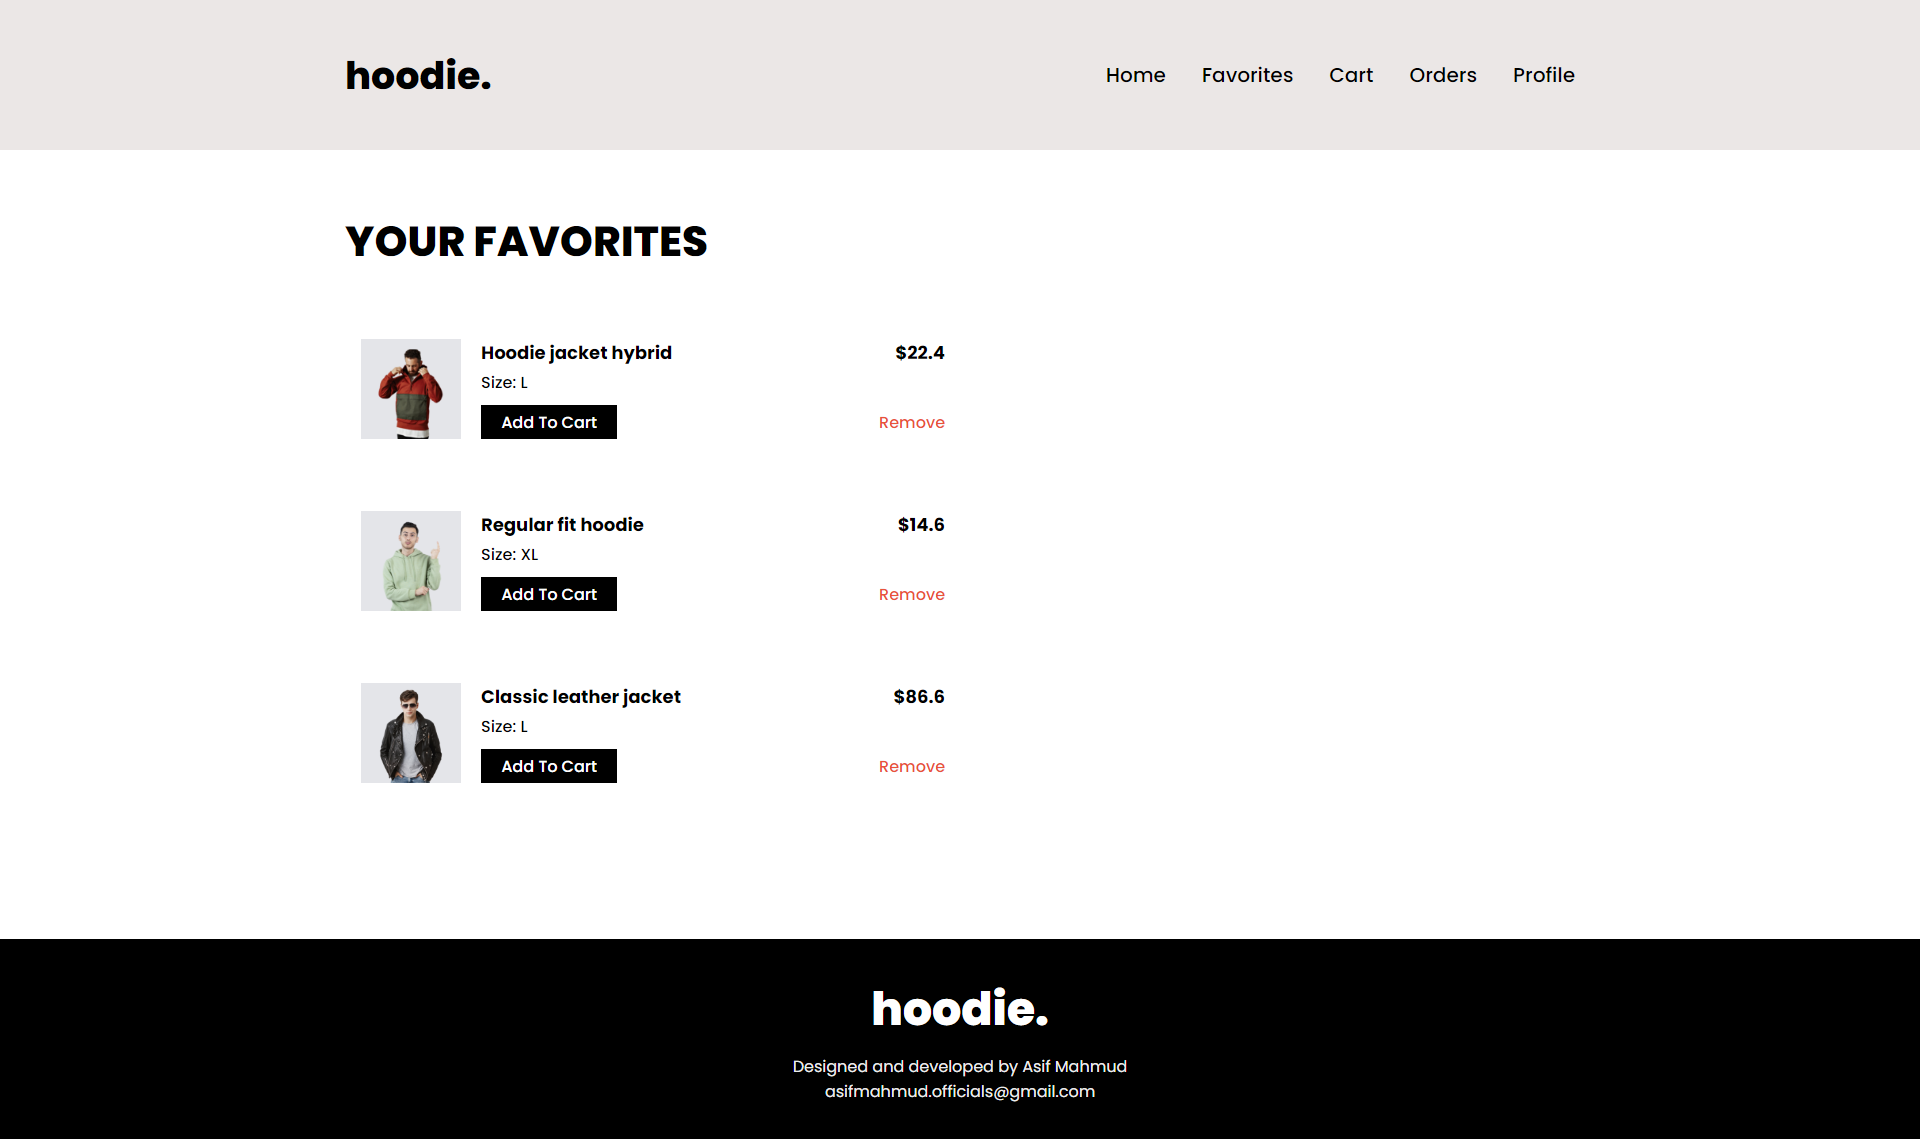 hoodie.
Home Favorites Cart Orders Profile
YOUR FAVORITES
Hoodie jacket hybrid $22.4
Size: L
Add To Cart Remove
Regular fit hoodie $14.6
Size: XL
Add To Cart Remove
Classic leather jacket $86.6
Size: L
Add To Cart Remove
hoodie.
Designed and developed by Asif Mahmud
asifmahmud.officials@gmail.com